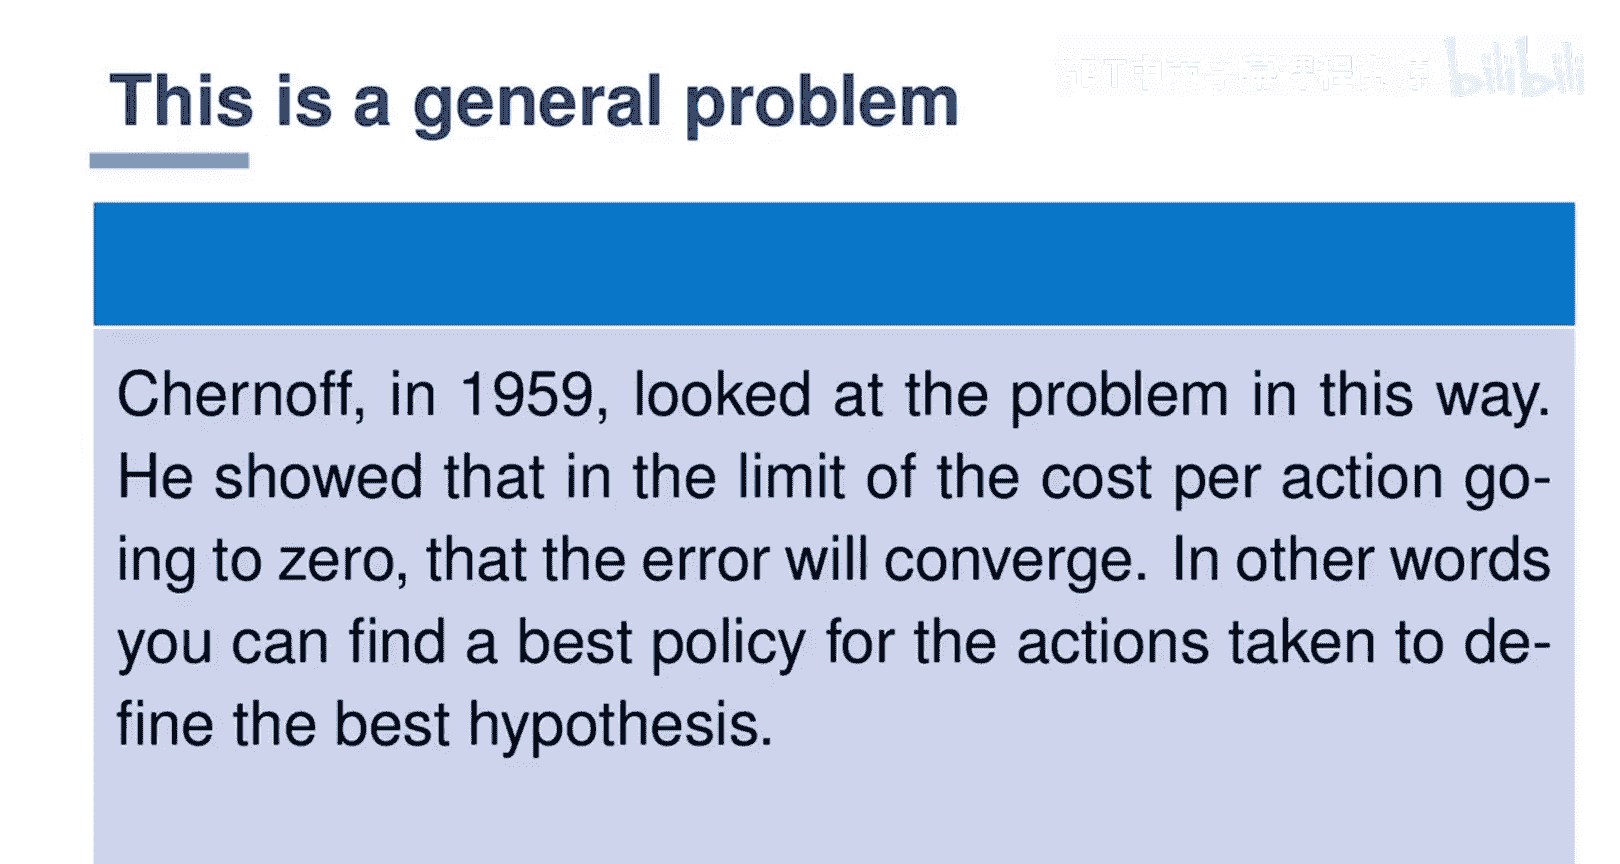 This is a general problem
bilibili
Chernoff, in 1959, looked at the problem in this way.
He showed that in the limit of the cost per action go-
ing to zero, that the error will converge. In other words
you can find a best policy for the actions taken to de-
fine the best hypothesis.